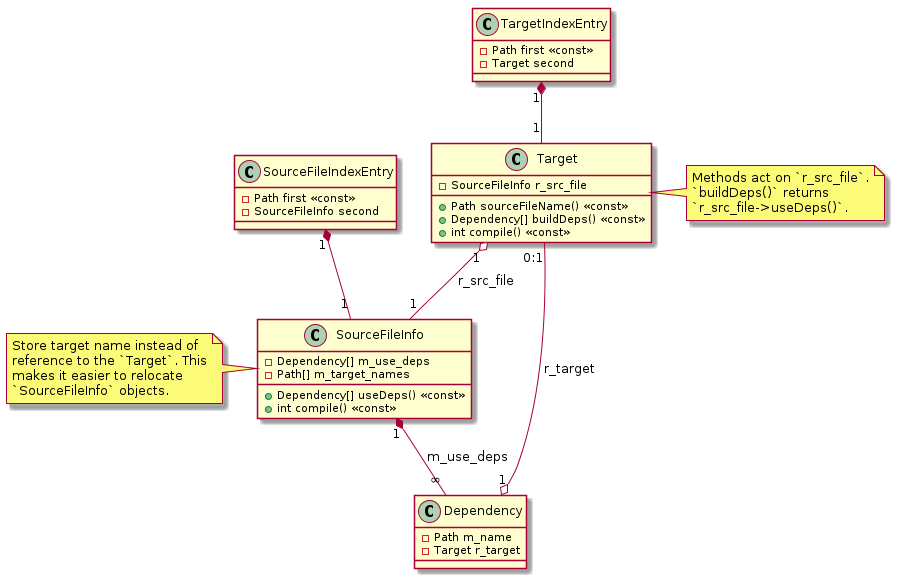 C TargetIndexEntry
Path first «const»
Target second
1
1
C Target
SourceFileInfo r_src_file
Path sourceFileName() «const»
Dependency[] buildDeps() «const»
int compile() «const»
Methods act on `r_src_file`.
`buildDeps()` returns
`r_src_file->useDeps()`.
C SourceFileIndexEntry
Path first «const»
SourceFileInfo second
1
1
1
r_src_file
1
0:1
r_target
1
C SourceFileInfo
Dependency[] m_use_deps
Path[] m_target_names
Dependency[] useDeps() «const»
int compile() «const»
Store target name instead of
reference to the `Target`. This
makes it easier to relocate
`SourceFileInfo` objects.
1
m_use_deps
∞
C Dependency
Path m_name
Target r_target